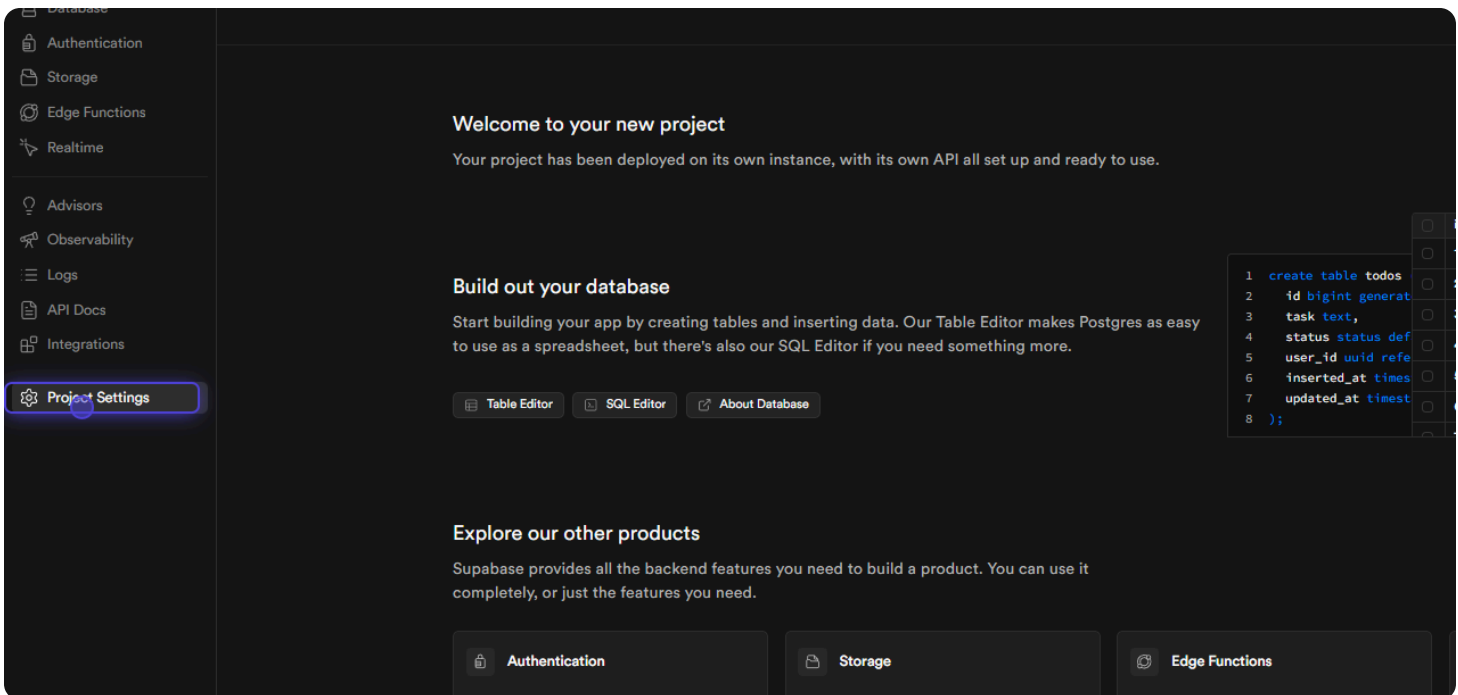 Database
Authentication
Storage
Edge Functions
Realtime
Advisors
Observability
Logs
API Docs
Integrations
Project Settings
Welcome to your new project
Your project has been deployed on its own instance, with its own API all set up and ready to use.
Build out your database
Start building your app by creating tables and inserting data. Our Table Editor makes Postgres as easy
to use as a spreadsheet, but there's also our SQL Editor if you need something more.
Table Editor
SQL Editor
About Database
1 create table todos
2 id bigint generat
3 task text,
4 status status def
5 user_id uuid refe
6 inserted_at times
7 updated_at timest
8 );
Explore our other products
Supabase provides all the backend features you need to build a product. You can use it
completely, or just the features you need.
Authentication
Storage
Edge Functions